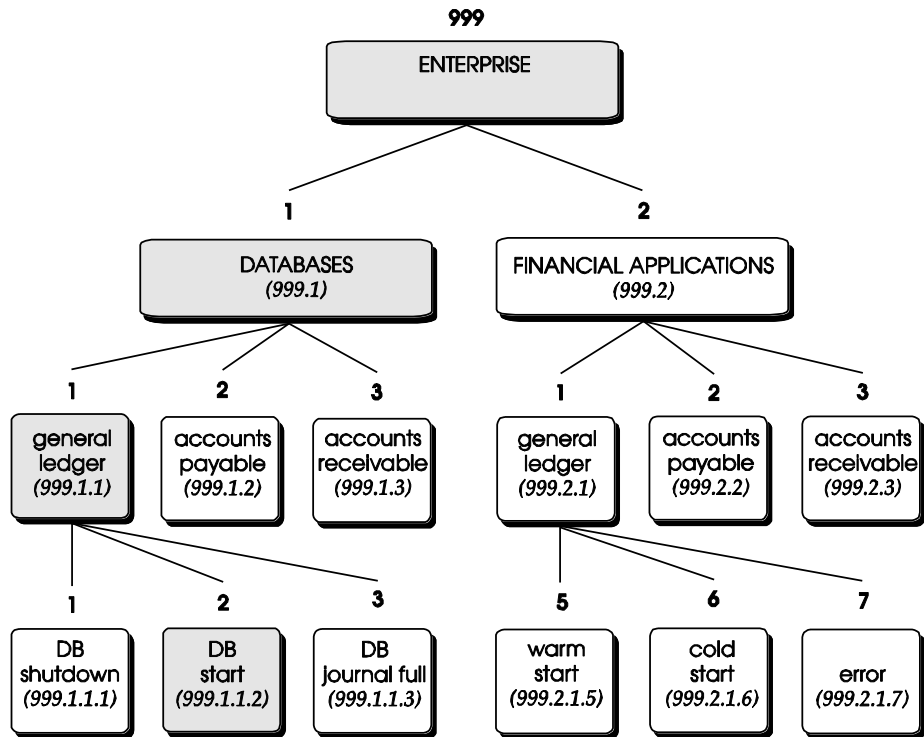 999
ENTERPRISE
1 2
DATABASES
(999.1)
FINANCIAL APPLICATIONS
(999.2)
1 2 3 1 2 3
general
ledger
(999.1.1)
accounts
payable
(999.1.2)
accounts
receivable
(999.1.3)
general
ledger
(999.2.1)
accounts
payable
(999.2.2)
accounts
receivable
(999.2.3)
1 2 3 5 6 7
DB
shutdown
(999.1.1.1)
DB
start
(999.1.1.2)
DB
journal full
(999.1.1.3)
warm
start
(999.2.1.5)
cold
start
(999.2.1.6)
error
(999.2.1.7)